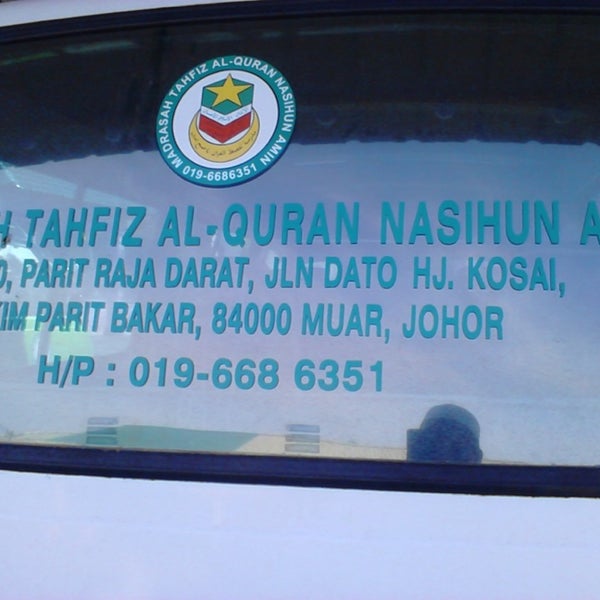 MADRASAH TAHFIZ AL-QURAN NASIHUN AMIN
019-6686351
H TAHFIZ AL-QURAN NASIHUN A
0, PARIT RAJA DARAT, JLN DATO HJ. KOSAI,
KIM PARIT BAKAR, 84000 MUAR, JOHOR
H/P : 019-668 6351